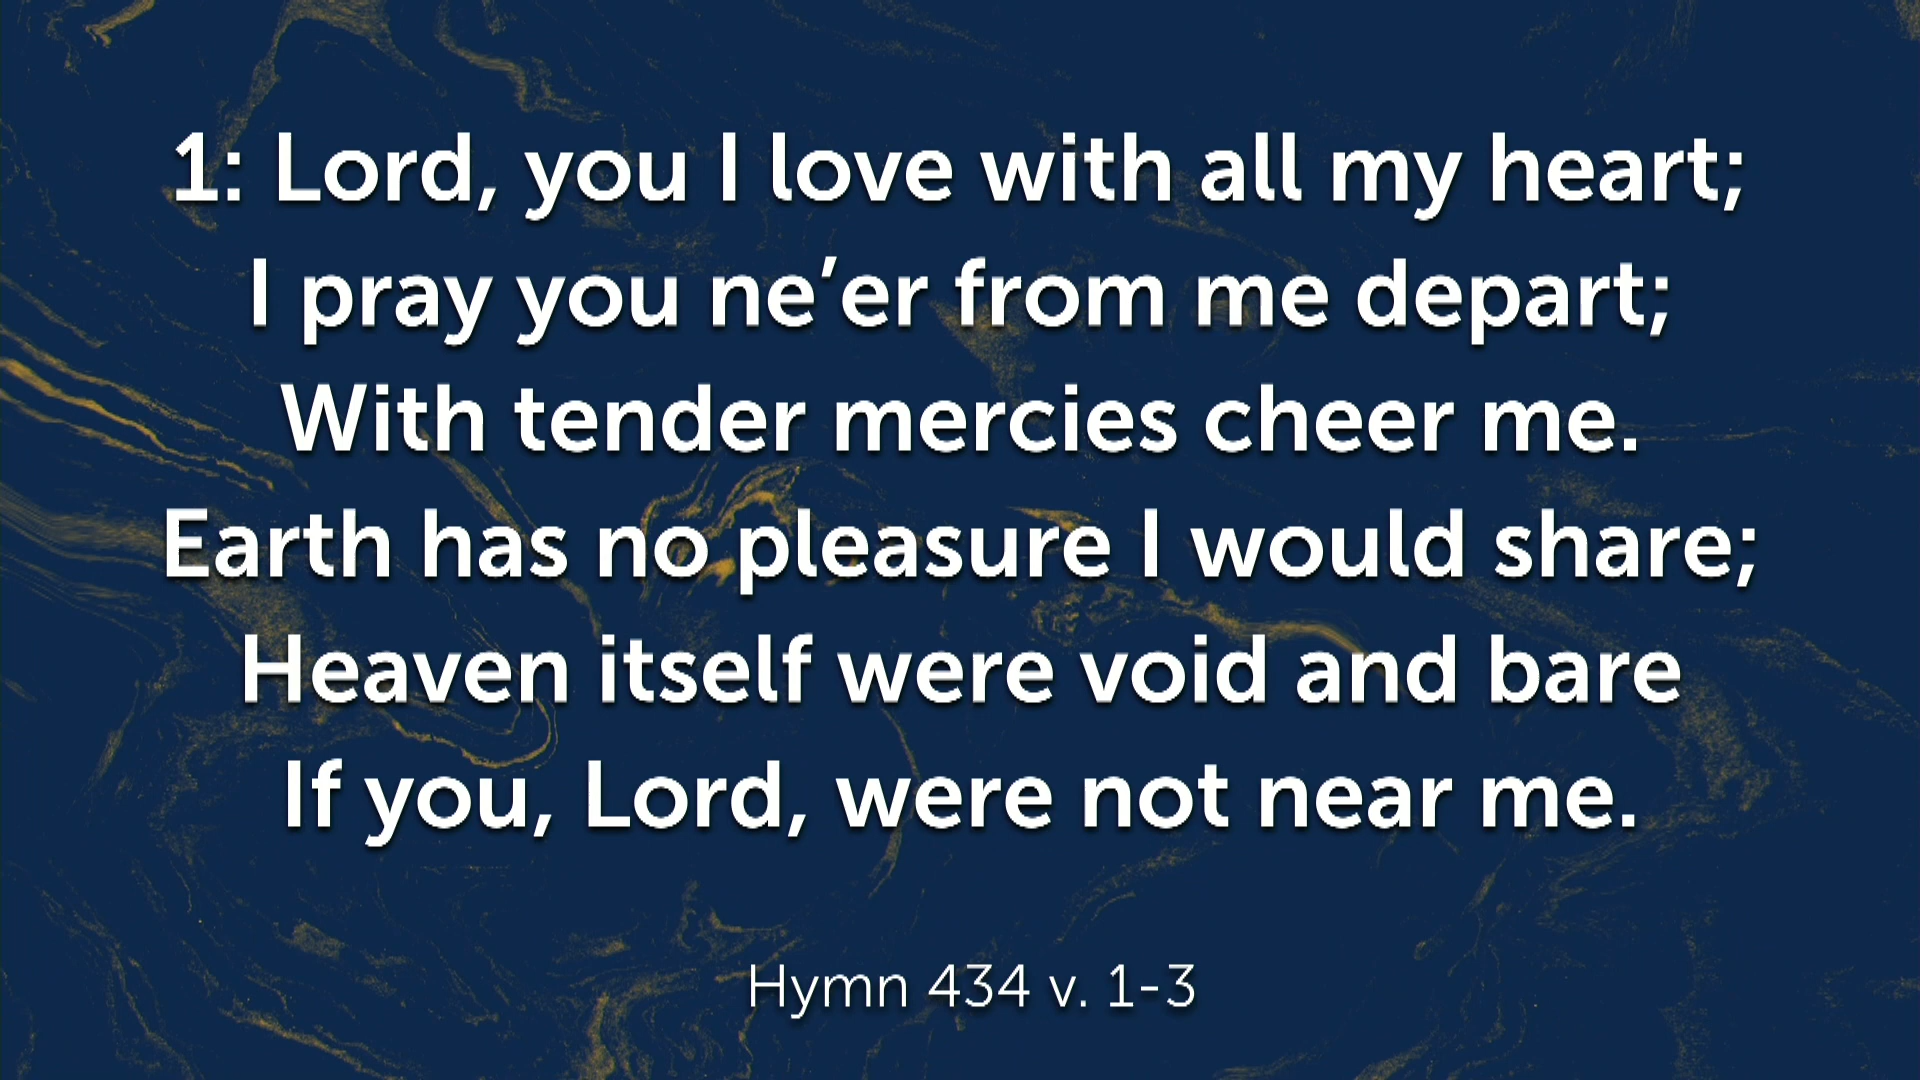 1: Lord, you I love with all my heart;
I pray you ne’er from me depart;
With tender mercies cheer me.
Earth has no pleasure I would share;
Heaven itself were void and bare
If you, Lord, were not near me.
Hymn 434 v. 1-3